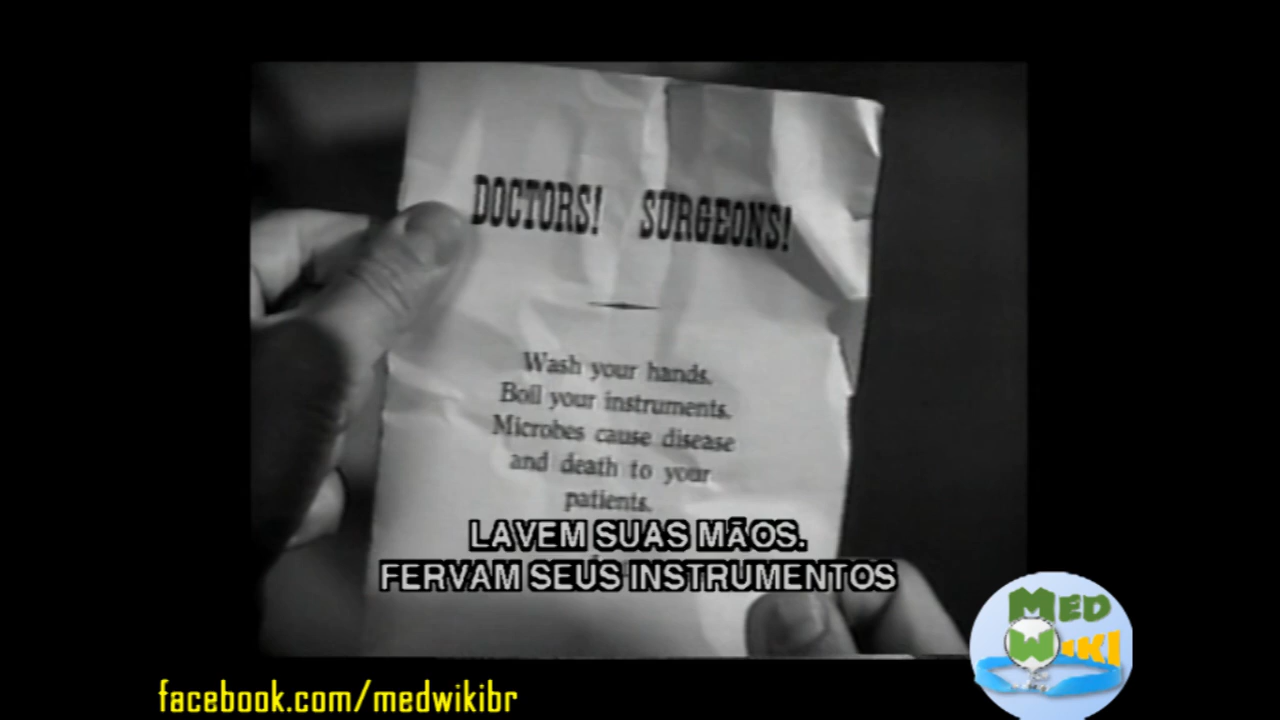 DOCTORS! SURGEONS!
Wash your hands.
Boil your instruments.
Microbes cause disease
and death to your
patients.
LAVEM SUAS MÃOS.
FERVAM SEUS INSTRUMENTOS
MED
WIKI
facebook.com/medwikibr